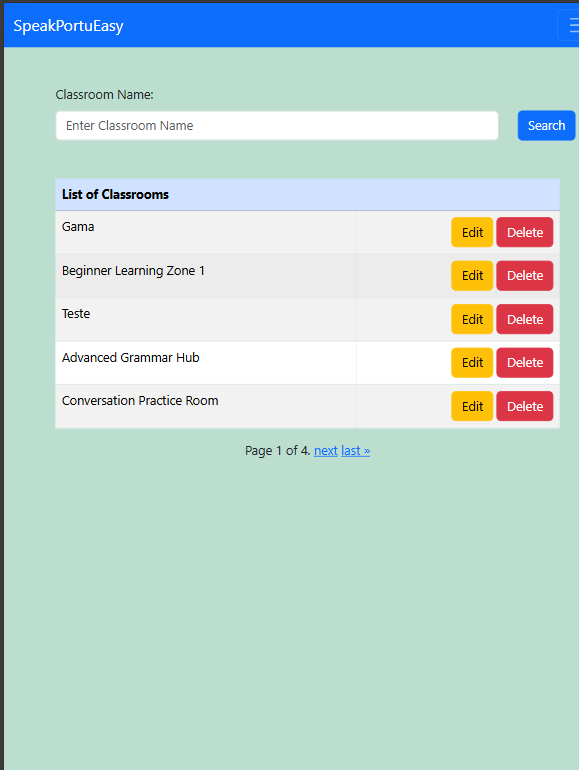 SpeakPortuEasy
Classroom Name:
Enter Classroom Name Search
List of Classrooms
Gama Edit Delete
Beginner Learning Zone 1 Edit Delete
Teste Edit Delete
Advanced Grammar Hub Edit Delete
Conversation Practice Room Edit Delete
Page 1 of 4. next last »